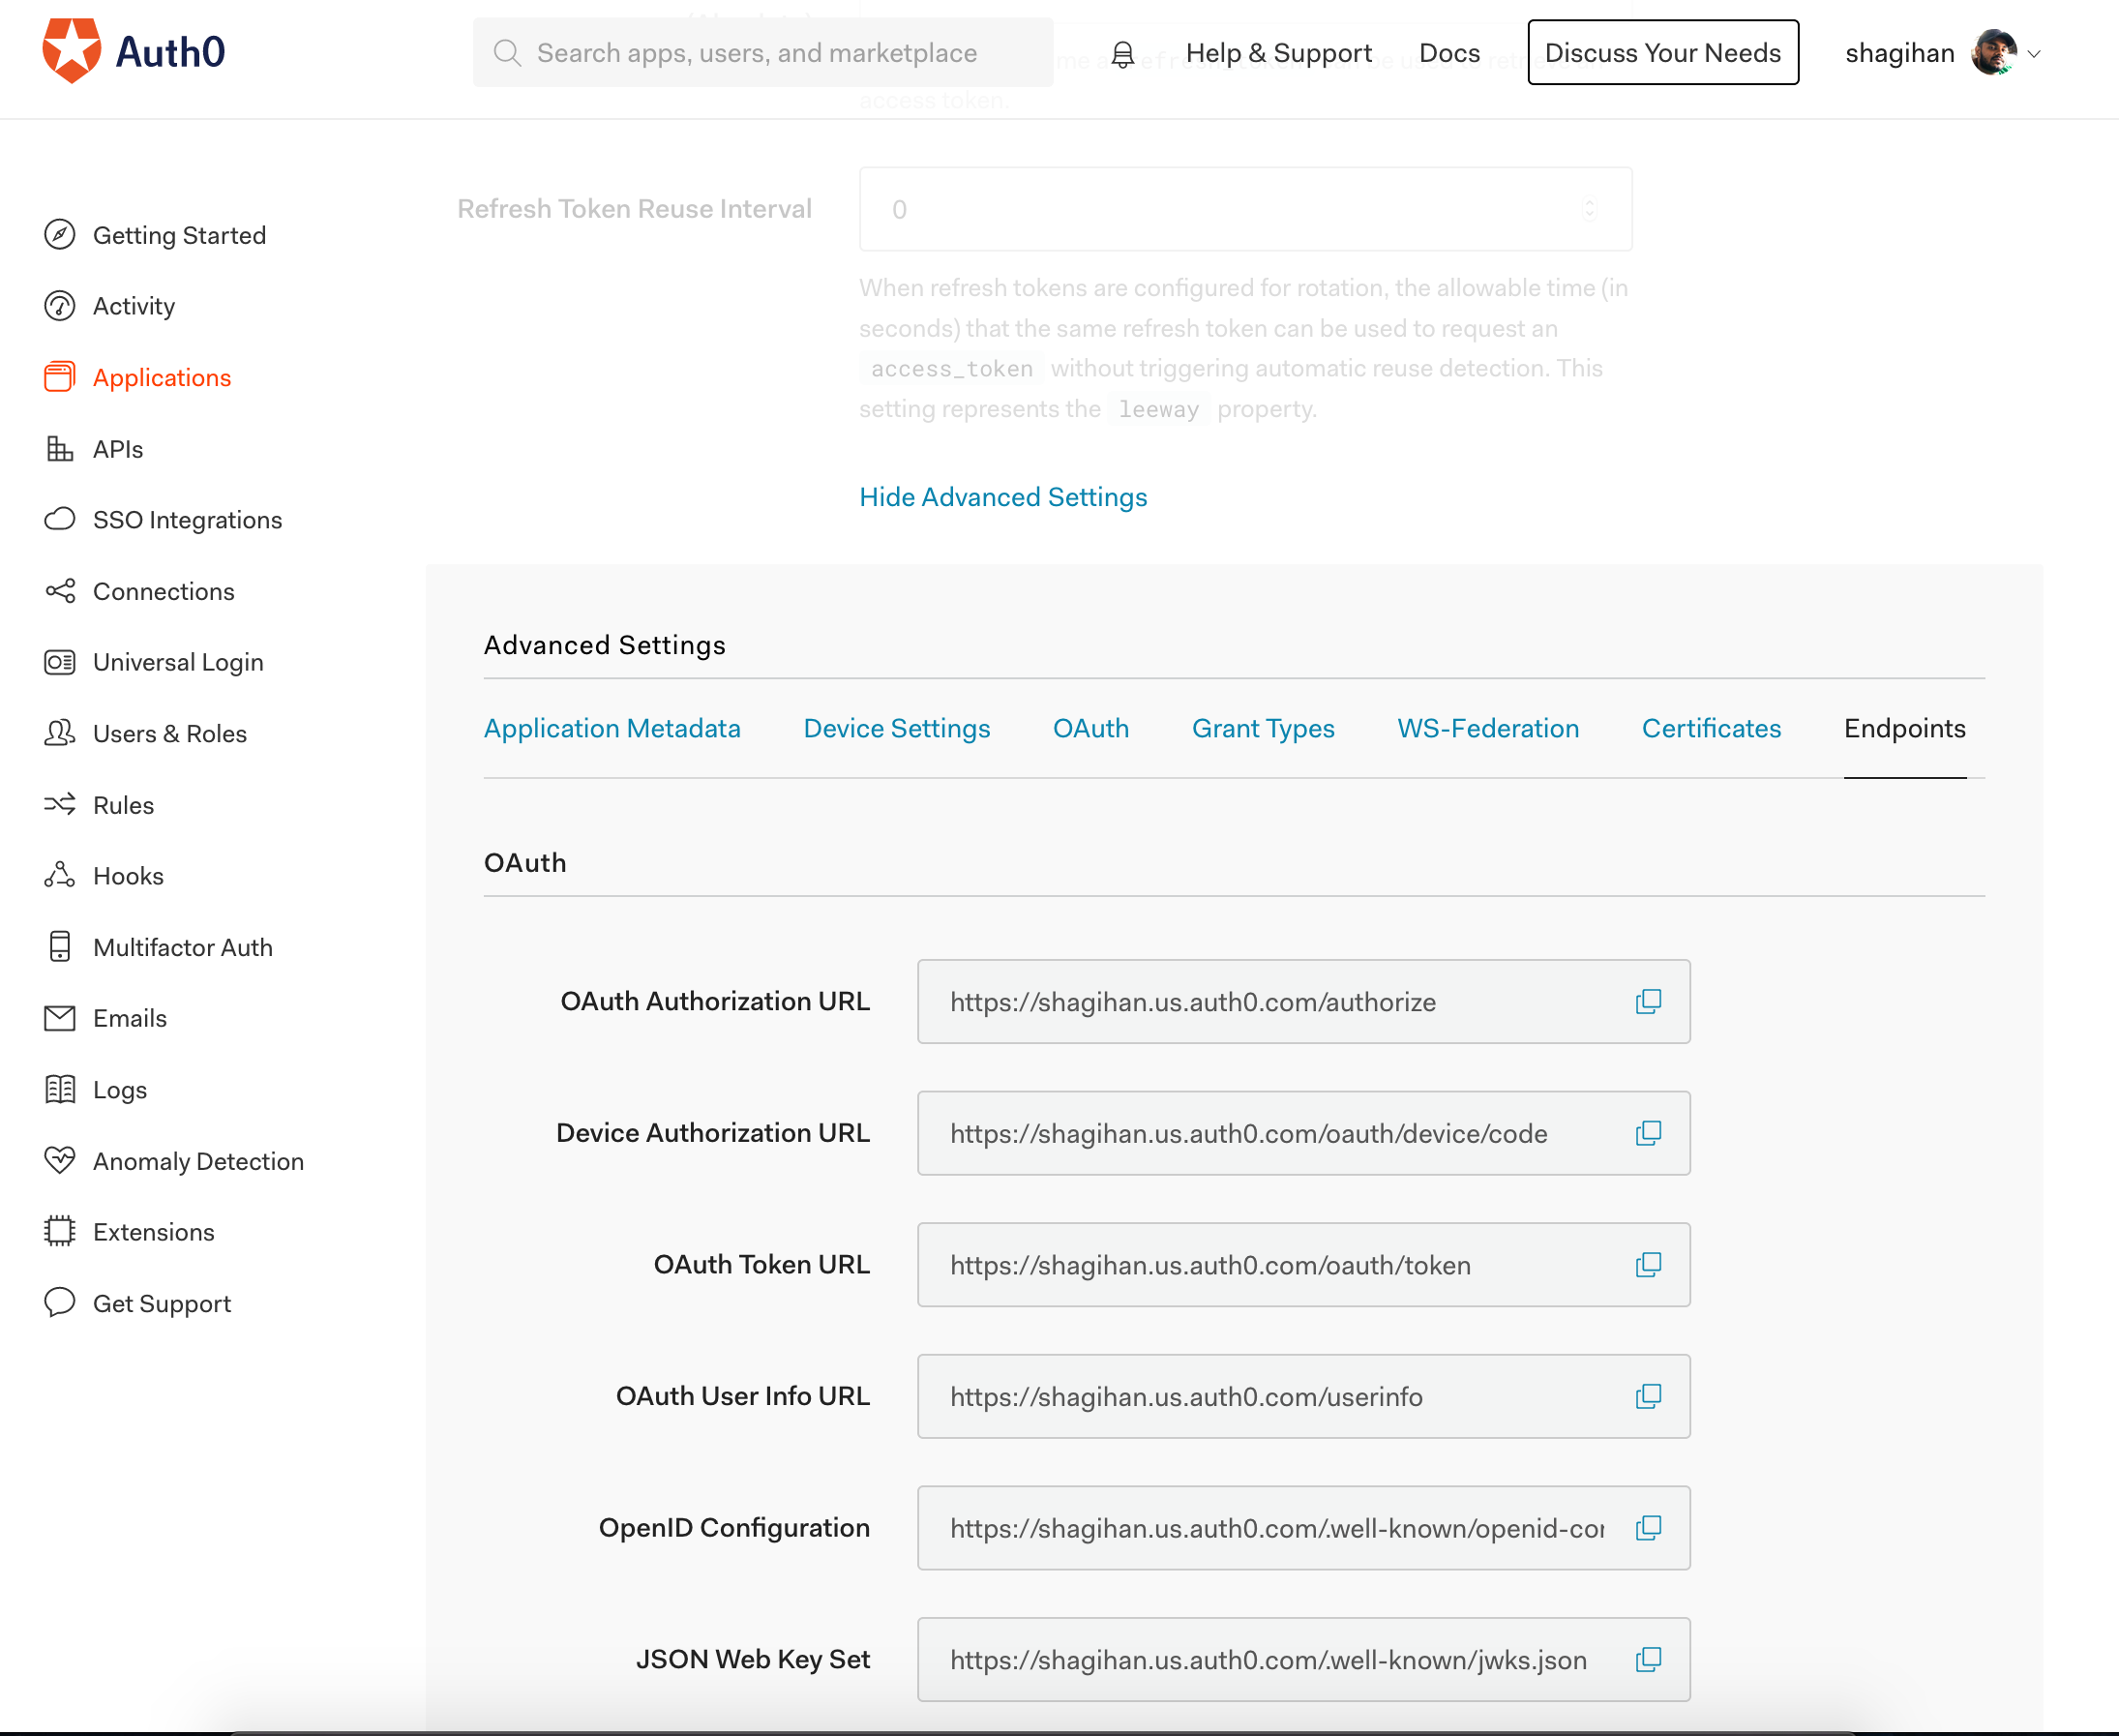 Auth0
Search apps, users, and marketplace
Help & Support
Docs
Discuss Your Needs
shagihan
access token.
Getting Started
Activity
Applications
APIs
SSO Integrations
Connections
Universal Login
Users & Roles
Rules
Hooks
Multifactor Auth
Emails
Logs
Anomaly Detection
Extensions
Get Support
Refresh Token Reuse Interval
0
When refresh tokens are configured for rotation, the allowable time (in
seconds) that the same refresh token can be used to request an
access_token without triggering automatic reuse detection. This
setting represents the leeway property.
Hide Advanced Settings
Advanced Settings
Application Metadata
Device Settings
OAuth
Grant Types
WS-Federation
Certificates
Endpoints
OAuth
OAuth Authorization URL
https://shagihan.us.auth0.com/authorize
Device Authorization URL
https://shagihan.us.auth0.com/oauth/device/code
OAuth Token URL
https://shagihan.us.auth0.com/oauth/token
OAuth User Info URL
https://shagihan.us.auth0.com/userinfo
OpenID Configuration
https://shagihan.us.auth0.com/.well-known/openid-cor
JSON Web Key Set
https://shagihan.us.auth0.com/.well-known/jwks.json